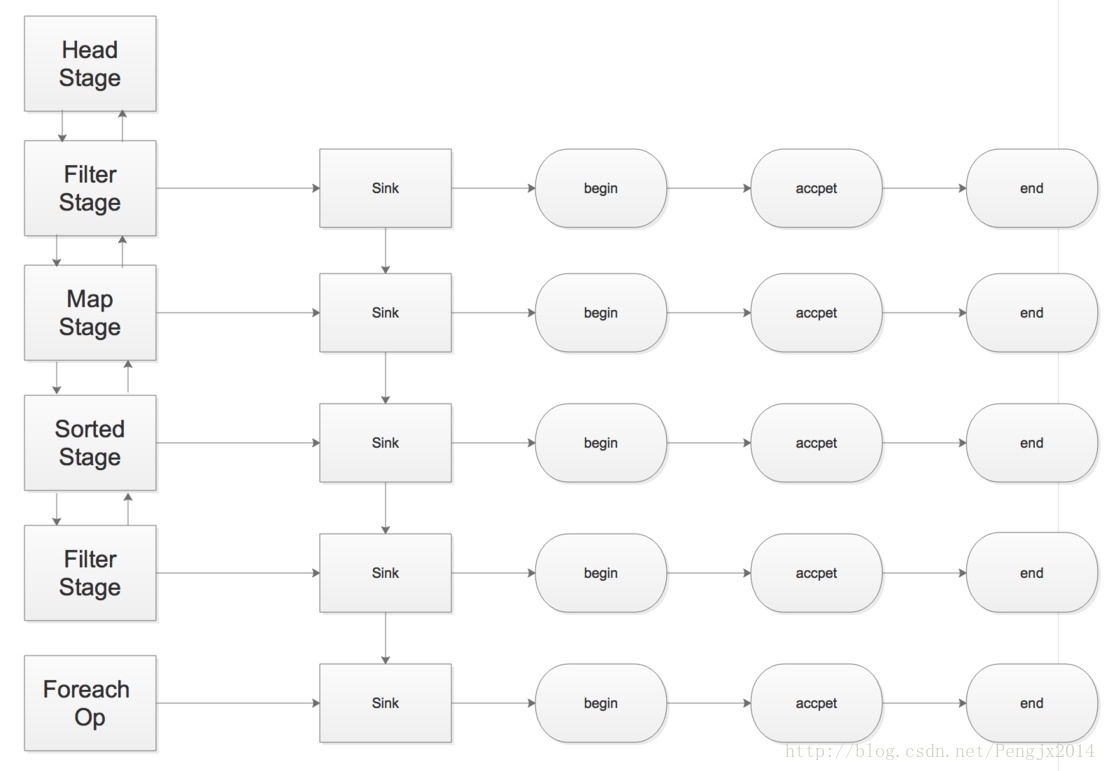 Head
Stage
Filter
Stage
Sink
begin
accpet
end
Map
Stage
Sink
begin
accpet
end
Sorted
Stage
Sink
begin
accpet
end
Filter
Stage
Sink
begin
accpet
end
Foreach
Op
Sink
begin
accpet
end
http://blog.csdn.net/Pengjx2014